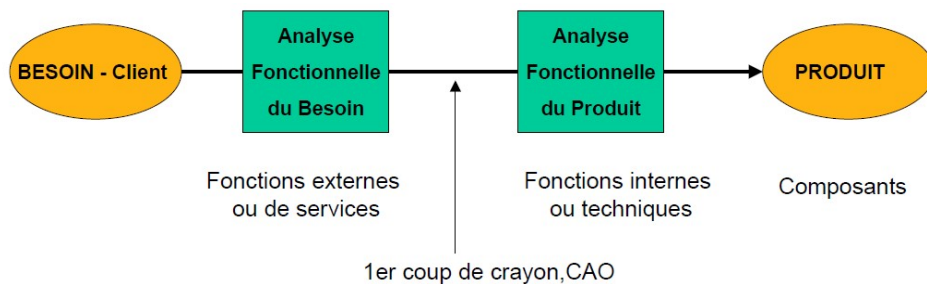 BESOIN - Client
Analyse
Fonctionnelle
du Besoin
Analyse
Fonctionnelle
du Produit
PRODUIT
Fonctions externes
ou de services
Fonctions internes
ou techniques
Composants
1er coup de crayon,CAO